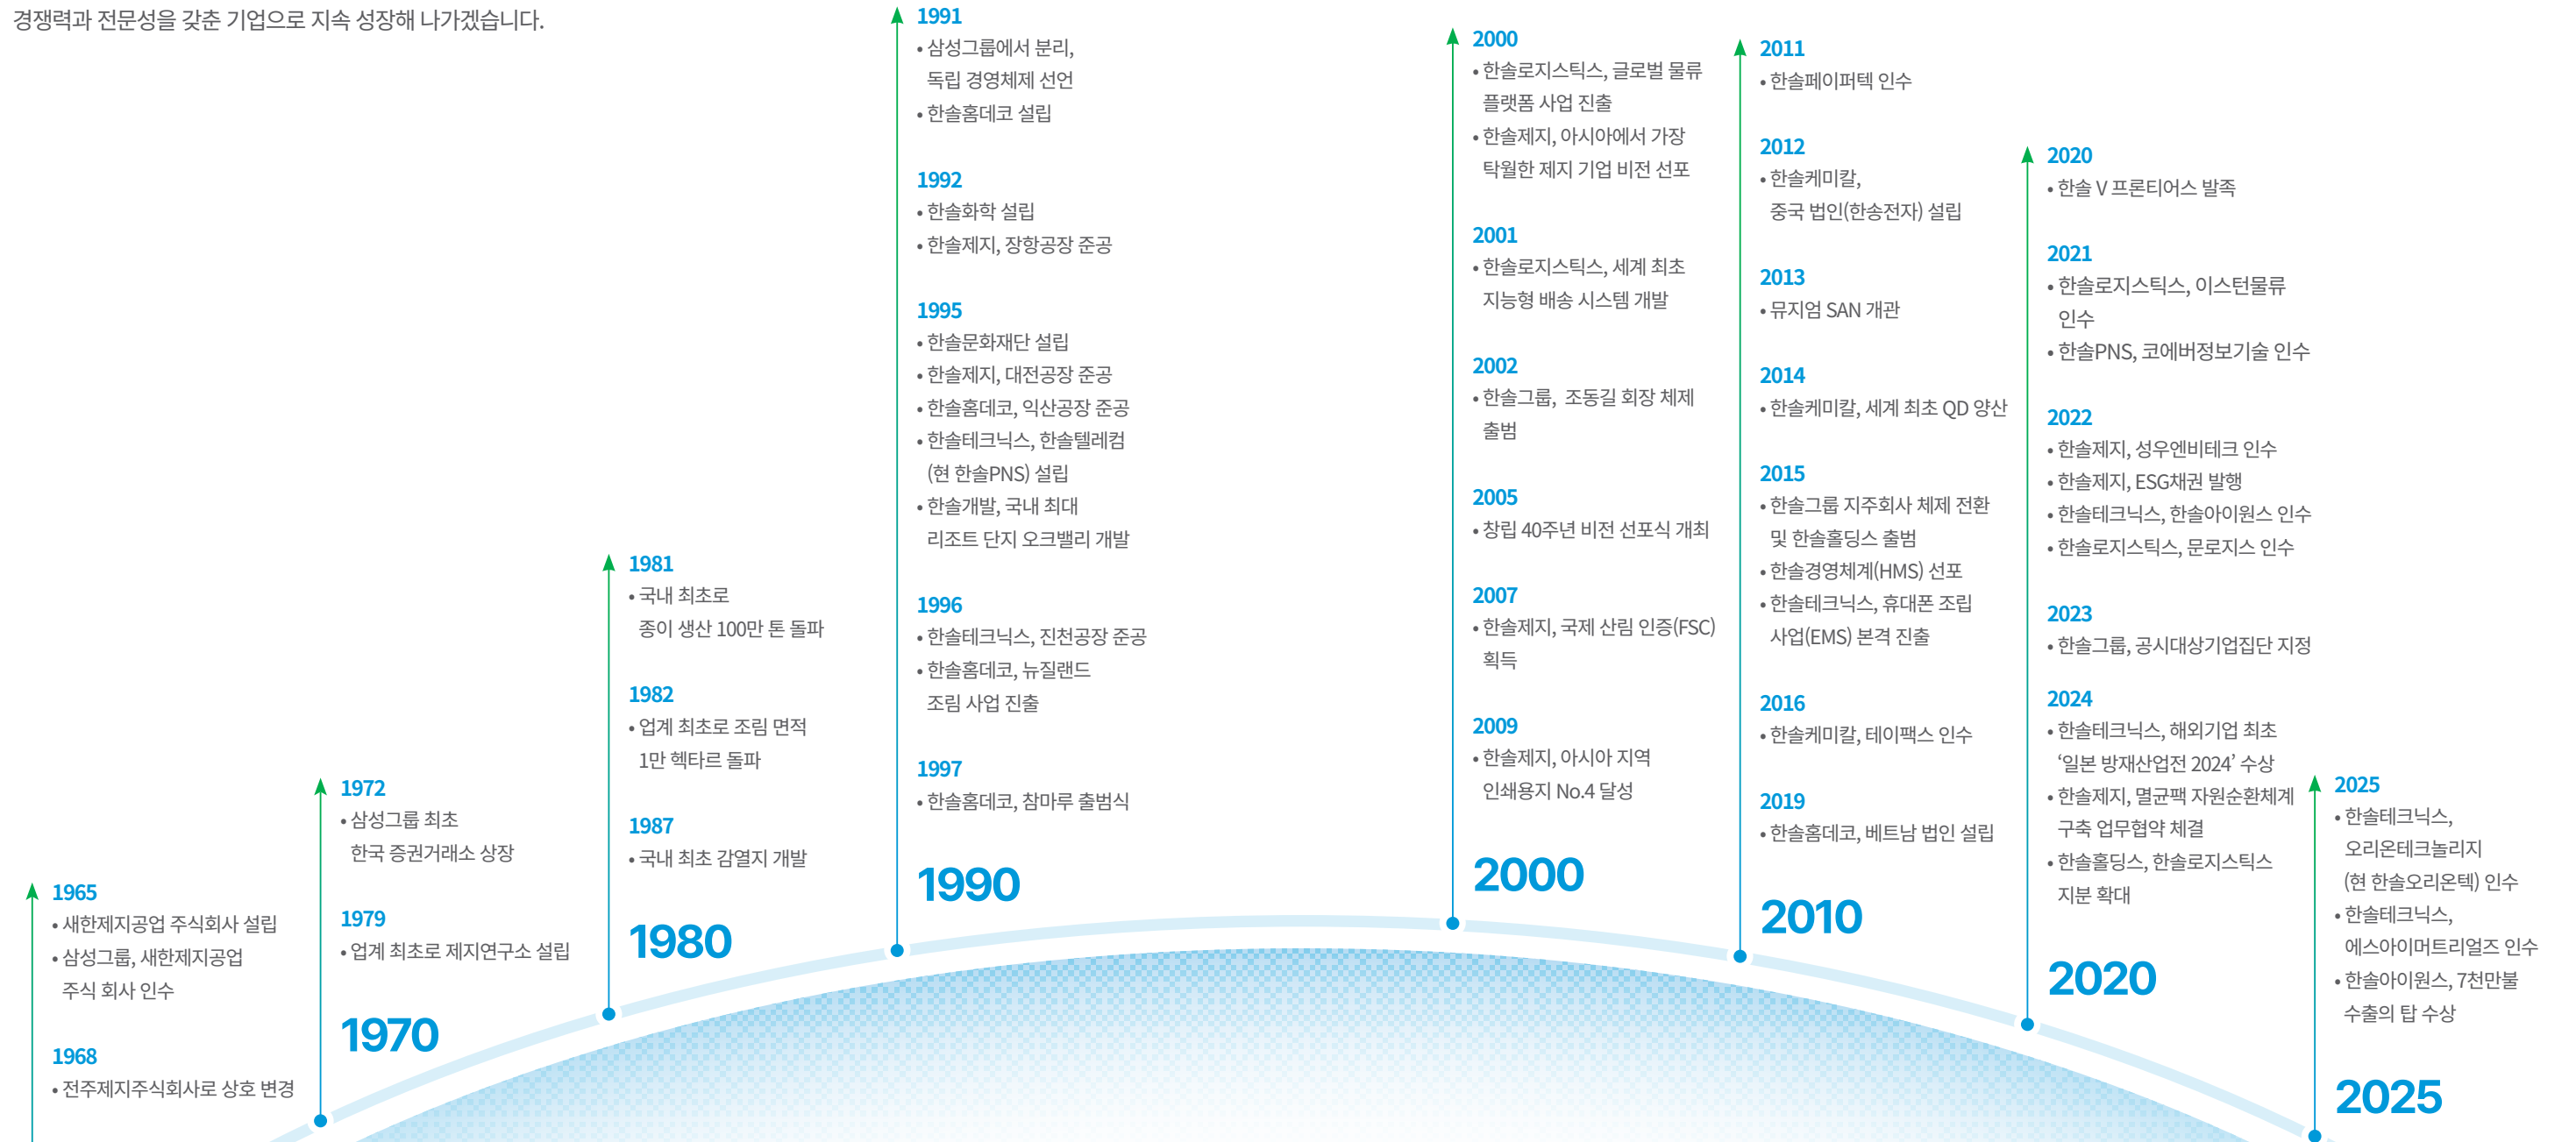 경쟁력과 전문성을 갖춘 기업으로 지속 성장해 나가겠습니다.
1965
• 새한제지공업 주식회사 설립
• 삼성그룹, 새한제지공업
주식 회사 인수
1968
• 전주제지주식회사로 상호 변경
1972
• 삼성그룹 최초
한국 증권거래소 상장
1979
• 업계 최초로 제지연구소 설립
1970
1981
• 국내 최초로
종이 생산 100만 톤 돌파
1982
• 업계 최초로 조림 면적
1만 헥타르 돌파
1987
• 국내 최초 감열지 개발
1980
1991
• 삼성그룹에서 분리,
독립 경영체제 선언
• 한솔홈데코 설립
1992
• 한솔화학 설립
• 한솔제지, 장항공장 준공
1995
• 한솔문화재단 설립
• 한솔제지, 대전공장 준공
• 한솔홈데코, 익산공장 준공
• 한솔테크닉스, 한솔텔레컴
(현 한솔PNS) 설립
• 한솔개발, 국내 최대
리조트 단지 오크밸리 개발
1996
• 한솔테크닉스, 진천공장 준공
• 한솔홈데코, 뉴질랜드
조림 사업 진출
1997
• 한솔홈데코, 참마루 출범식
1990
2000
• 한솔로지스틱스, 글로벌 물류
플랫폼 사업 진출
• 한솔제지, 아시아에서 가장
탁월한 제지 기업 비전 선포
2001
• 한솔로지스틱스, 세계 최초
지능형 배송 시스템 개발
2002
• 한솔그룹, 조동길 회장 체제
출범
2005
• 창립 40주년 비전 선포식 개최
2007
• 한솔제지, 국제 산림 인증(FSC)
획득
2009
• 한솔제지, 아시아 지역
인쇄용지 No.4 달성
2000
2011
• 한솔페이퍼텍 인수
2012
• 한솔케미칼,
중국 법인(한송전자) 설립
2013
• 뮤지엄 SAN 개관
2014
• 한솔케미칼, 세계 최초 QD 양산
2015
• 한솔그룹 지주회사 체제 전환
및 한솔홀딩스 출범
• 한솔경영체계(HMS) 선포
• 한솔테크닉스, 휴대폰 조립
사업(EMS) 본격 진출
2016
• 한솔케미칼, 테이팩스 인수
2019
• 한솔홈데코, 베트남 법인 설립
2010
2020
• 한솔 V 프론티어스 발족
2021
• 한솔로지스틱스, 이스턴물류
인수
• 한솔PNS, 코에버정보기술 인수
2022
• 한솔제지, 성우엔비테크 인수
• 한솔제지, ESG채권 발행
• 한솔테크닉스, 한솔아이원스 인수
• 한솔로지스틱스, 문로지스 인수
2023
• 한솔그룹, 공시대상기업집단 지정
2024
• 한솔테크닉스, 해외기업 최초
‘일본 방재산업전 2024’ 수상
• 한솔제지, 멸균팩 자원순환체계
구축 업무협약 체결
• 한솔홀딩스, 한솔로지스틱스
지분 확대
2020
2025
• 한솔테크닉스,
오리온테크놀리지
(현 한솔오리온텍) 인수
• 한솔테크닉스,
에스아이머트리얼즈 인수
• 한솔아이원스, 7천만불
수출의 탑 수상
2025